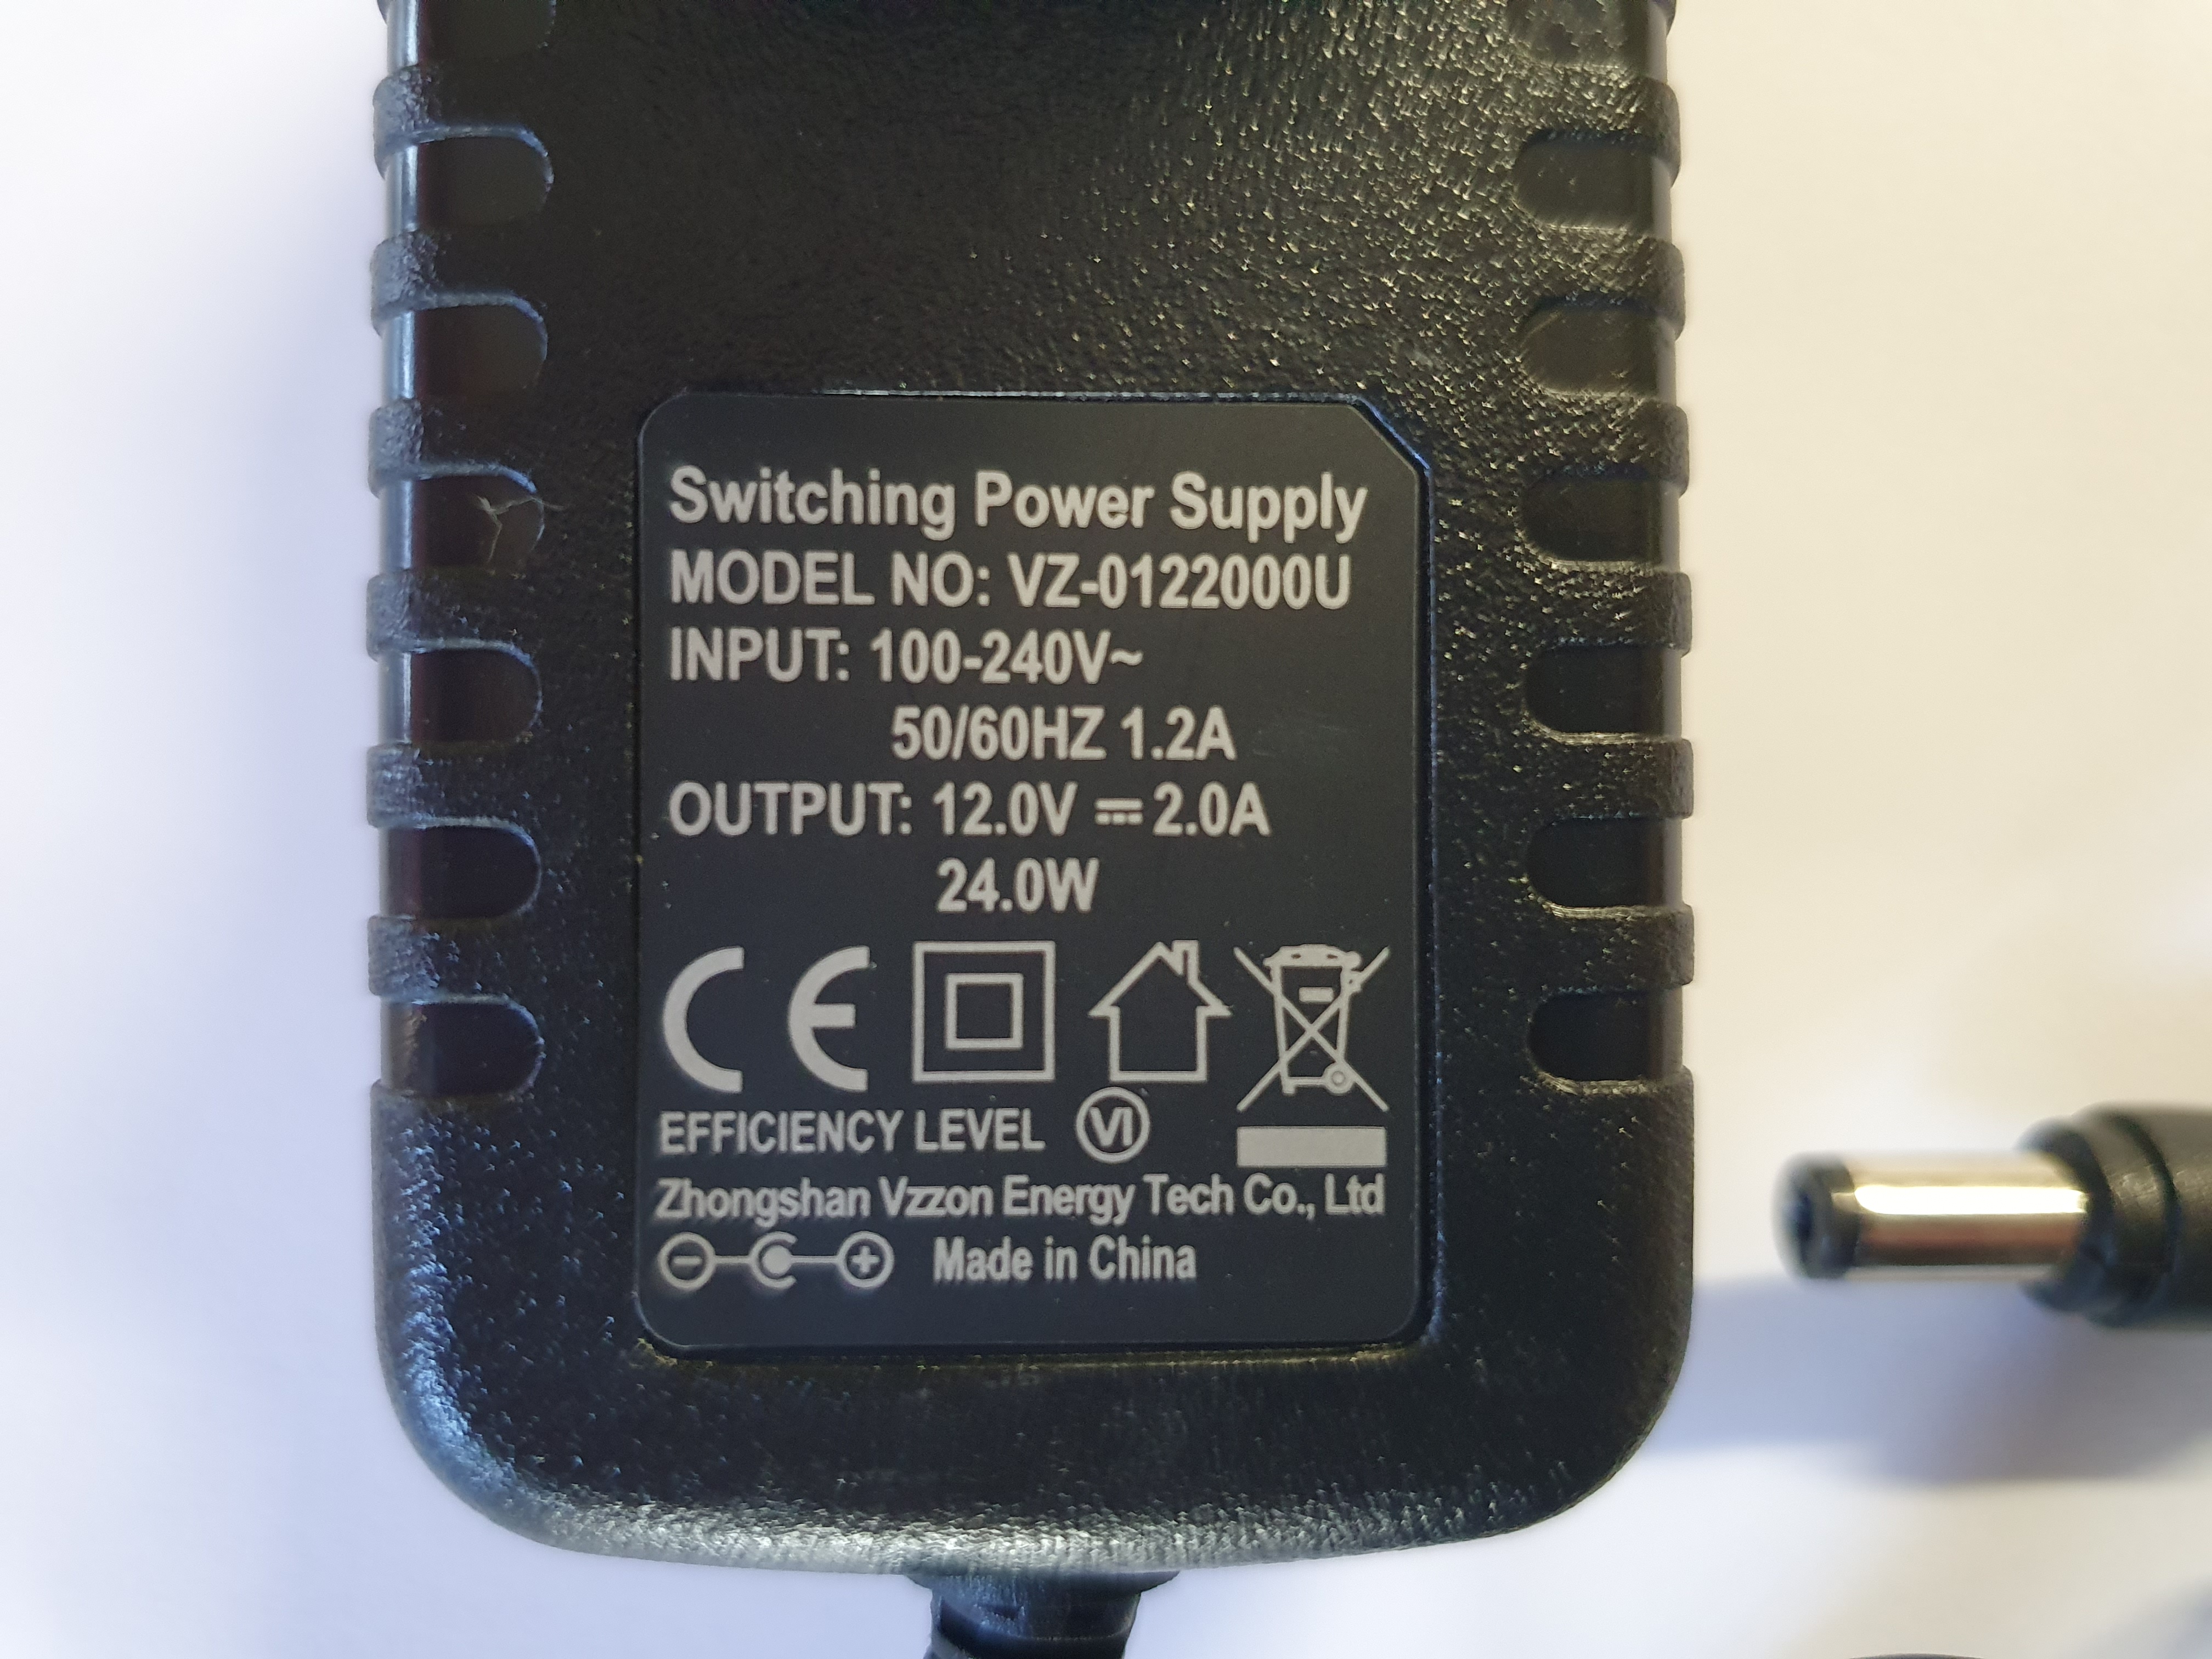 Switching Power Supply
MODEL NO: VZ-0122000U
INPUT: 100-240V~
50/60HZ 1.2A
OUTPUT: 12.0V ⎓ 2.0A
24.0W
CE
EFFICIENCY LEVEL VI
Zhongshan Vzzon Energy Tech Co., Ltd
Made in China